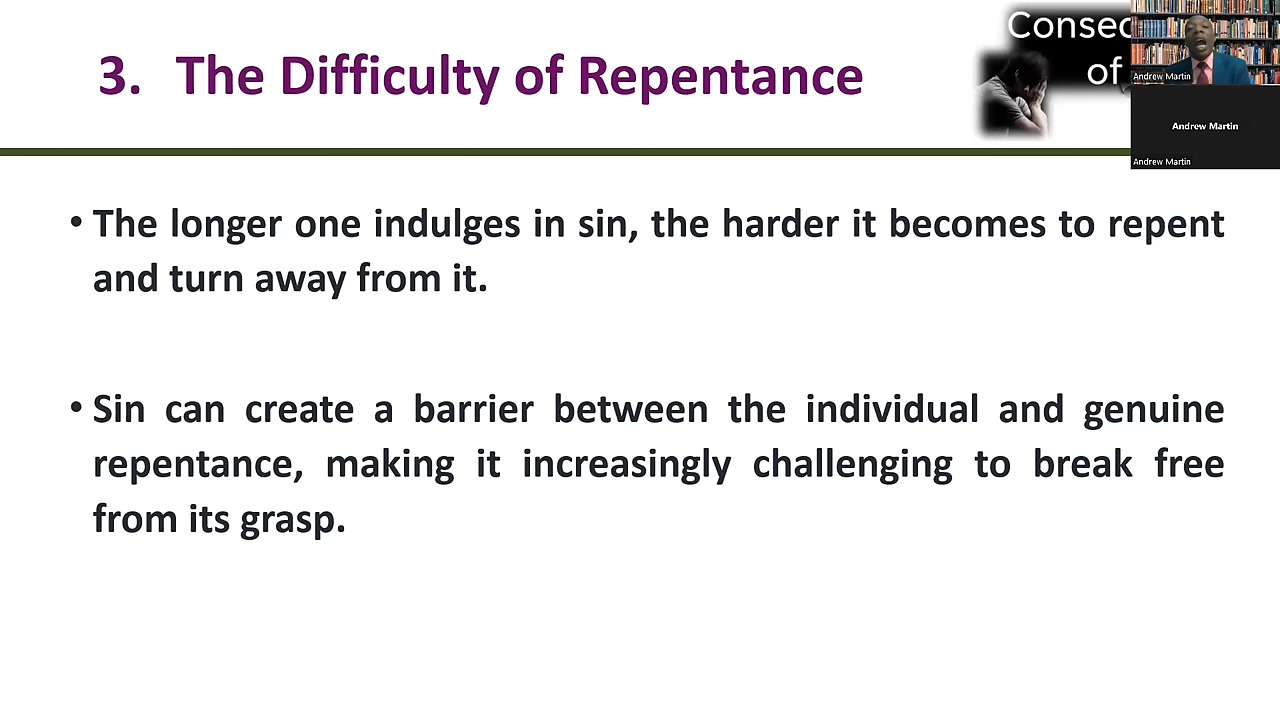 3. The Difficulty of Repentance
Consec
of
Andrew Martin
Andrew Martin
Andrew Martin
• The longer one indulges in sin, the harder it becomes to repent
and turn away from it.
• Sin can create a barrier between the individual and genuine
repentance, making it increasingly challenging to break free
from its grasp.